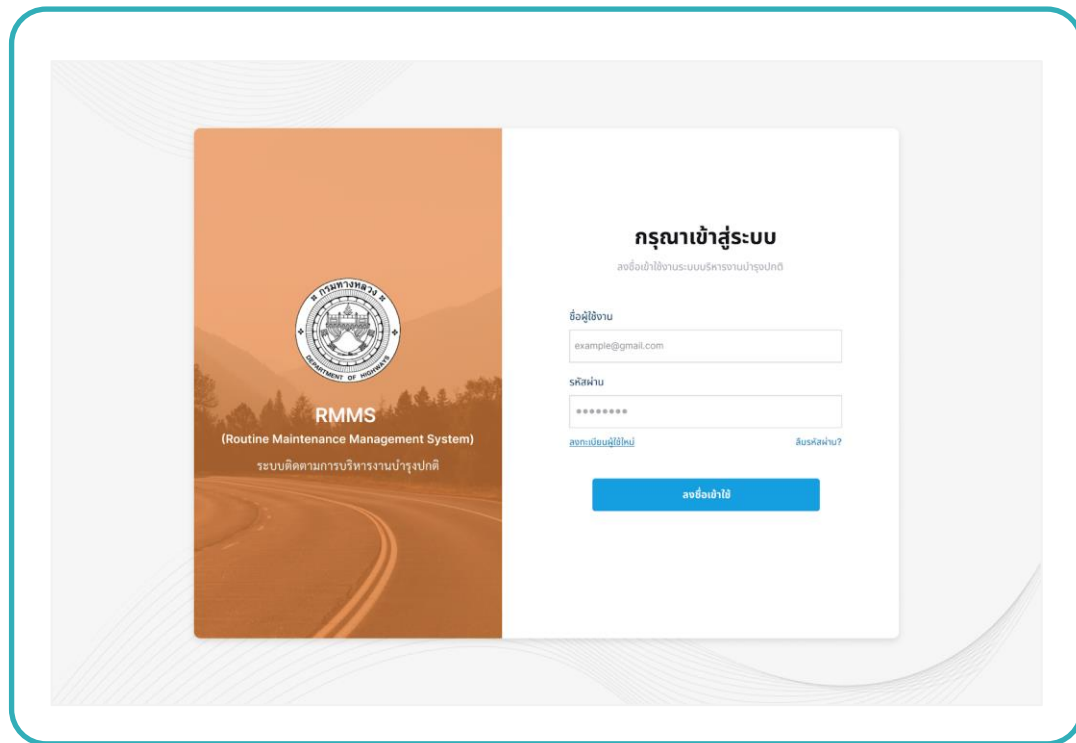 กรมทางหลวง
DEPARTMENT OF HIGHWAYS
RMMS
(Routine Maintenance Management System)
ระบบติดตามการบริหารงานบำรุงปกติ
กรุณาเข้าสู่ระบบ
ลงชื่อเข้าใช้งานระบบบริหารงานบำรุงปกติ
ชื่อผู้ใช้งาน
example@gmail.com
รหัสผ่าน
ลงทะเบียนผู้ใช้ใหม่ ลืมรหัสผ่าน?
ลงชื่อเข้าใช้